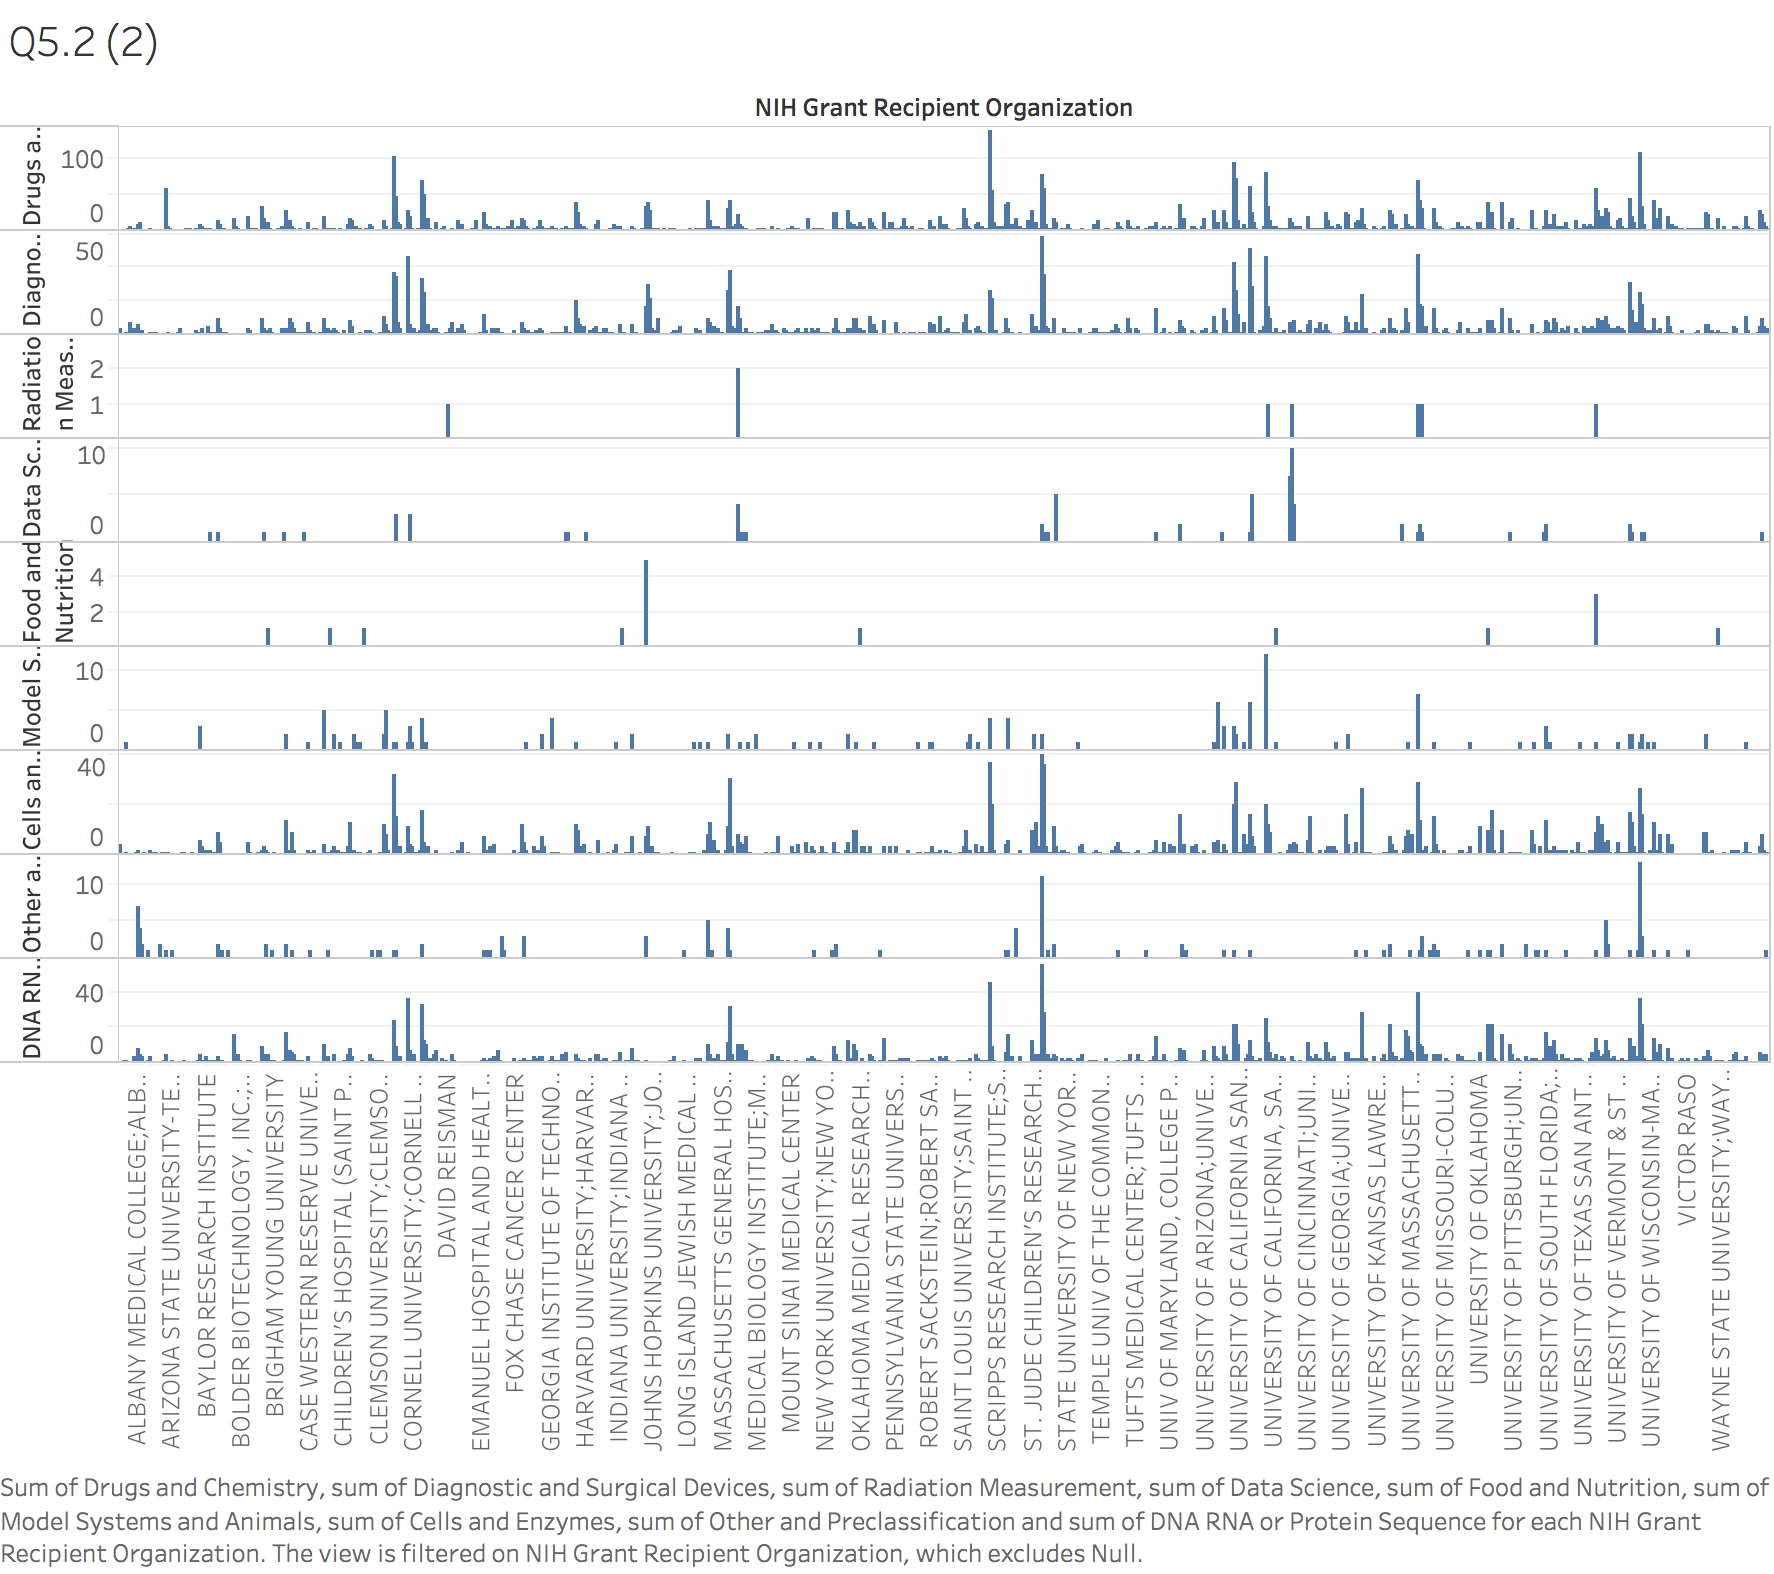 Q5.2 (2)
NIH Grant Recipient Organization
Drugs a..
100
0
Diagno..
50
0
Radiatio
n Meas..
2
1
Data Sc..
10
0
Food and
Nutrition
4
2
Model S..
10
0
Cells an..
40
0
Other a..
10
0
DNA RN..
40
0
ALBANY MEDICAL COLLEGE;ALB..
ARIZONA STATE UNIVERSITY-TE..
BAYLOR RESEARCH INSTITUTE
BOLDER BIOTECHNOLOGY, INC.;..
BRIGHAM YOUNG UNIVERSITY
CASE WESTERN RESERVE UNIVE..
CHILDREN'S HOSPITAL (SAINT P..
CLEMSON UNIVERSITY;CLEMSO..
CORNELL UNIVERSITY;CORNELL ..
DAVID REISMAN
EMANUEL HOSPITAL AND HEALT..
FOX CHASE CANCER CENTER
GEORGIA INSTITUTE OF TECHNO..
HARVARD UNIVERSITY;HARVAR..
INDIANA UNIVERSITY;INDIANA ..
JOHNS HOPKINS UNIVERSITY;JO..
LONG ISLAND JEWISH MEDICAL ..
MASSACHUSETTS GENERAL HOS..
MEDICAL BIOLOGY INSTITUTE;M..
MOUNT SINAI MEDICAL CENTER
NEW YORK UNIVERSITY;NEW YO..
OKLAHOMA MEDICAL RESEARCH..
PENNSYLVANIA STATE UNIVERS..
ROBERT SACKSTEIN;ROBERT SA..
SAINT LOUIS UNIVERSITY;SAINT ..
SCRIPPS RESEARCH INSTITUTE;S..
ST. JUDE CHILDREN'S RESEARCH..
STATE UNIVERSITY OF NEW YOR..
TEMPLE UNIV OF THE COMMON..
TUFTS MEDICAL CENTER;TUFTS ..
UNIV OF MARYLAND, COLLEGE P..
UNIVERSITY OF ARIZONA;UNIVE..
UNIVERSITY OF CALIFORNIA SAN..
UNIVERSITY OF CALIFORNIA, SA..
UNIVERSITY OF CINCINNATI;UNI..
UNIVERSITY OF GEORGIA;UNIVE..
UNIVERSITY OF KANSAS LAWRE..
UNIVERSITY OF MASSACHUSETT..
UNIVERSITY OF MISSOURI-COLU..
UNIVERSITY OF OKLAHOMA
UNIVERSITY OF PITTSBURGH;UN..
UNIVERSITY OF SOUTH FLORIDA;..
UNIVERSITY OF TEXAS SAN ANT..
UNIVERSITY OF VERMONT & ST ..
UNIVERSITY OF WISCONSIN-MA..
VICTOR RASO
WAYNE STATE UNIVERSITY;WAY..
Sum of Drugs and Chemistry, sum of Diagnostic and Surgical Devices, sum of Radiation Measurement, sum of Data Science, sum of Food and Nutrition, sum of
Model Systems and Animals, sum of Cells and Enzymes, sum of Other and Preclassification and sum of DNA RNA or Protein Sequence for each NIH Grant
Recipient Organization. The view is filtered on NIH Grant Recipient Organization, which excludes Null.